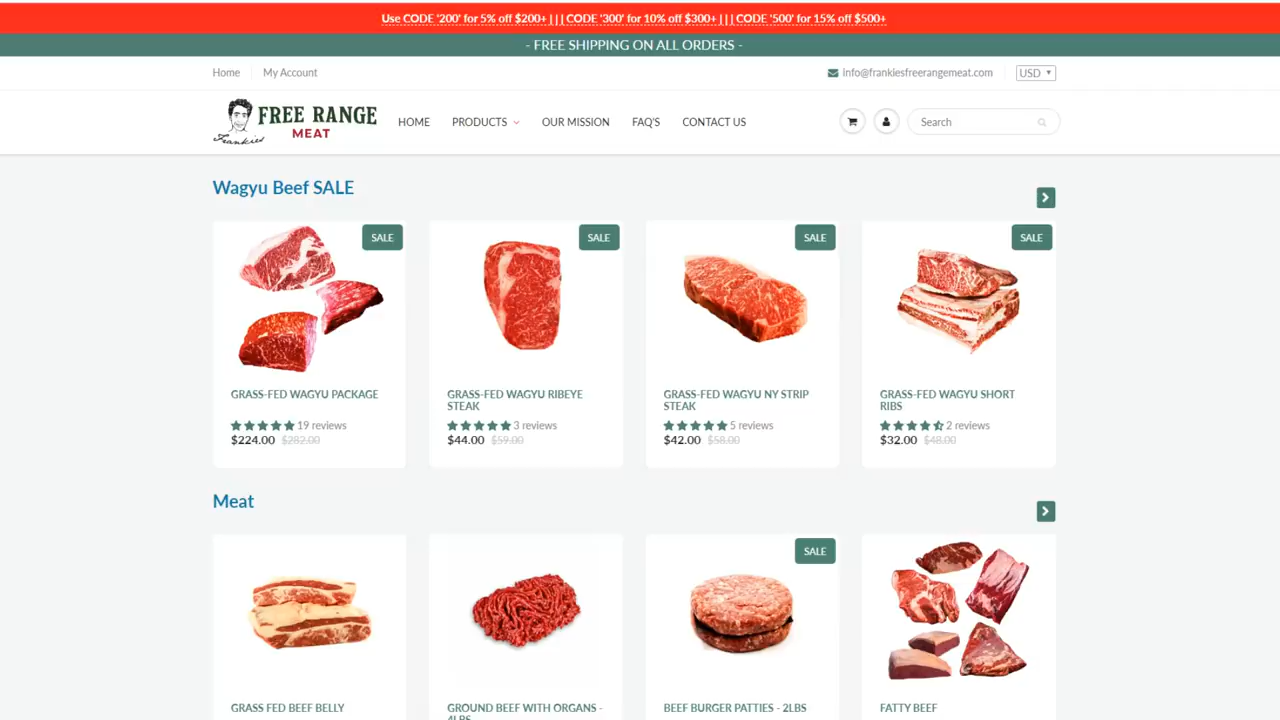 Use CODE '200' for 5% off $200+ | | | CODE '300' for 10% off $300+ | | | CODE '500' for 15% off $500+
- FREE SHIPPING ON ALL ORDERS -
Home My Account info@frankiesfreerangemeat.com USD
Frankies FREE RANGE MEAT
HOME PRODUCTS OUR MISSION FAQ'S CONTACT US Search
Wagyu Beef SALE
SALE SALE SALE SALE
GRASS-FED WAGYU PACKAGE
19 reviews
$224.00 $282.00
GRASS-FED WAGYU RIBEYE
STEAK
3 reviews
$44.00 $59.00
GRASS-FED WAGYU NY STRIP
STEAK
5 reviews
$42.00 $58.00
GRASS-FED WAGYU SHORT
RIBS
2 reviews
$32.00 $48.00
Meat
SALE
GRASS FED BEEF BELLY
GROUND BEEF WITH ORGANS -
4LBS
BEEF BURGER PATTIES - 2LBS
FATTY BEEF